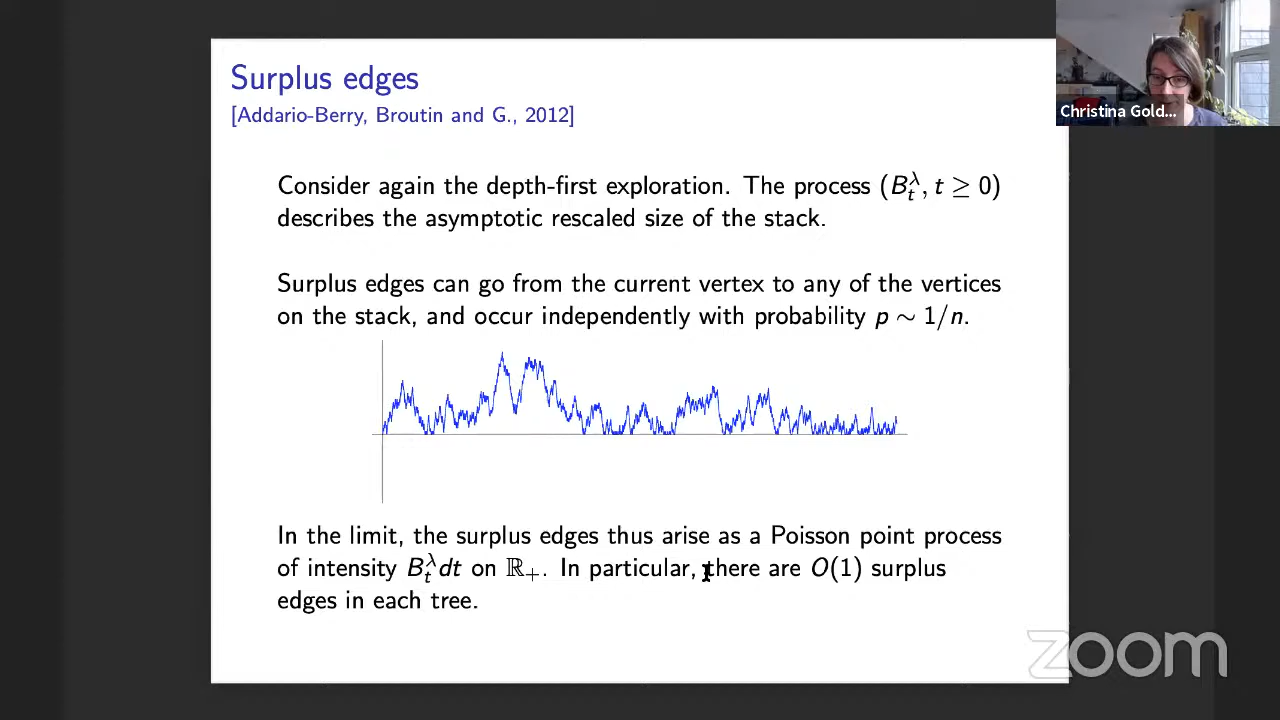 Surplus edges
[Addario-Berry, Broutin and G., 2012]
Consider again the depth-first exploration. The process (B_t^λ, t ≥ 0)
describes the asymptotic rescaled size of the stack.
Surplus edges can go from the current vertex to any of the vertices
on the stack, and occur independently with probability p ∼ 1/n.
In the limit, the surplus edges thus arise as a Poisson point process
of intensity B_t^λ dt on ℝ₊. In particular, there are O(1) surplus
edges in each tree.
Christina Gold...
zoom